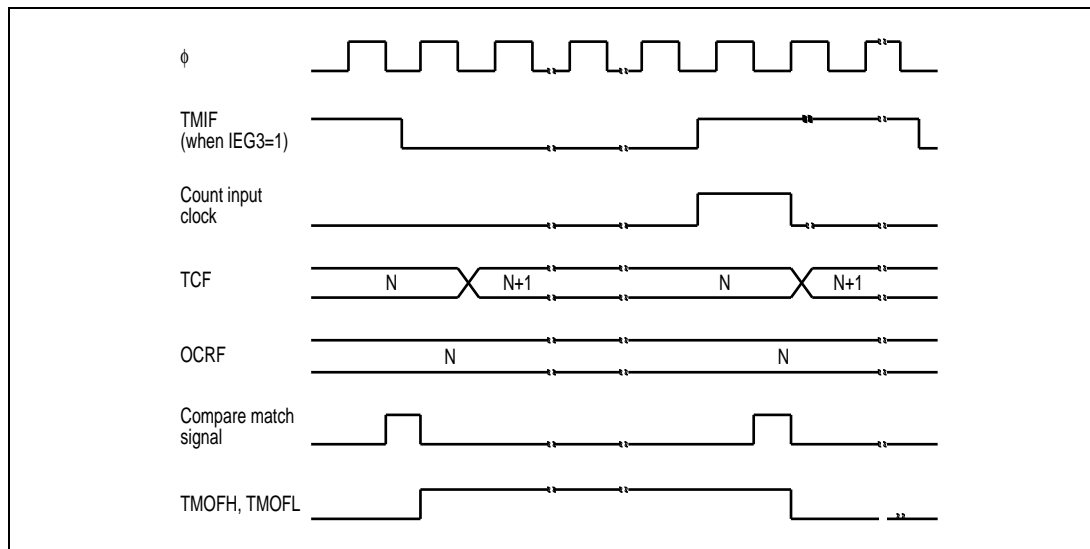 ϕ
TMIF
(when IEG3=1)
Count input
clock
TCF
N
N+1
N
N+1
OCRF
N
N
Compare match
signal
TMOFH, TMOFL